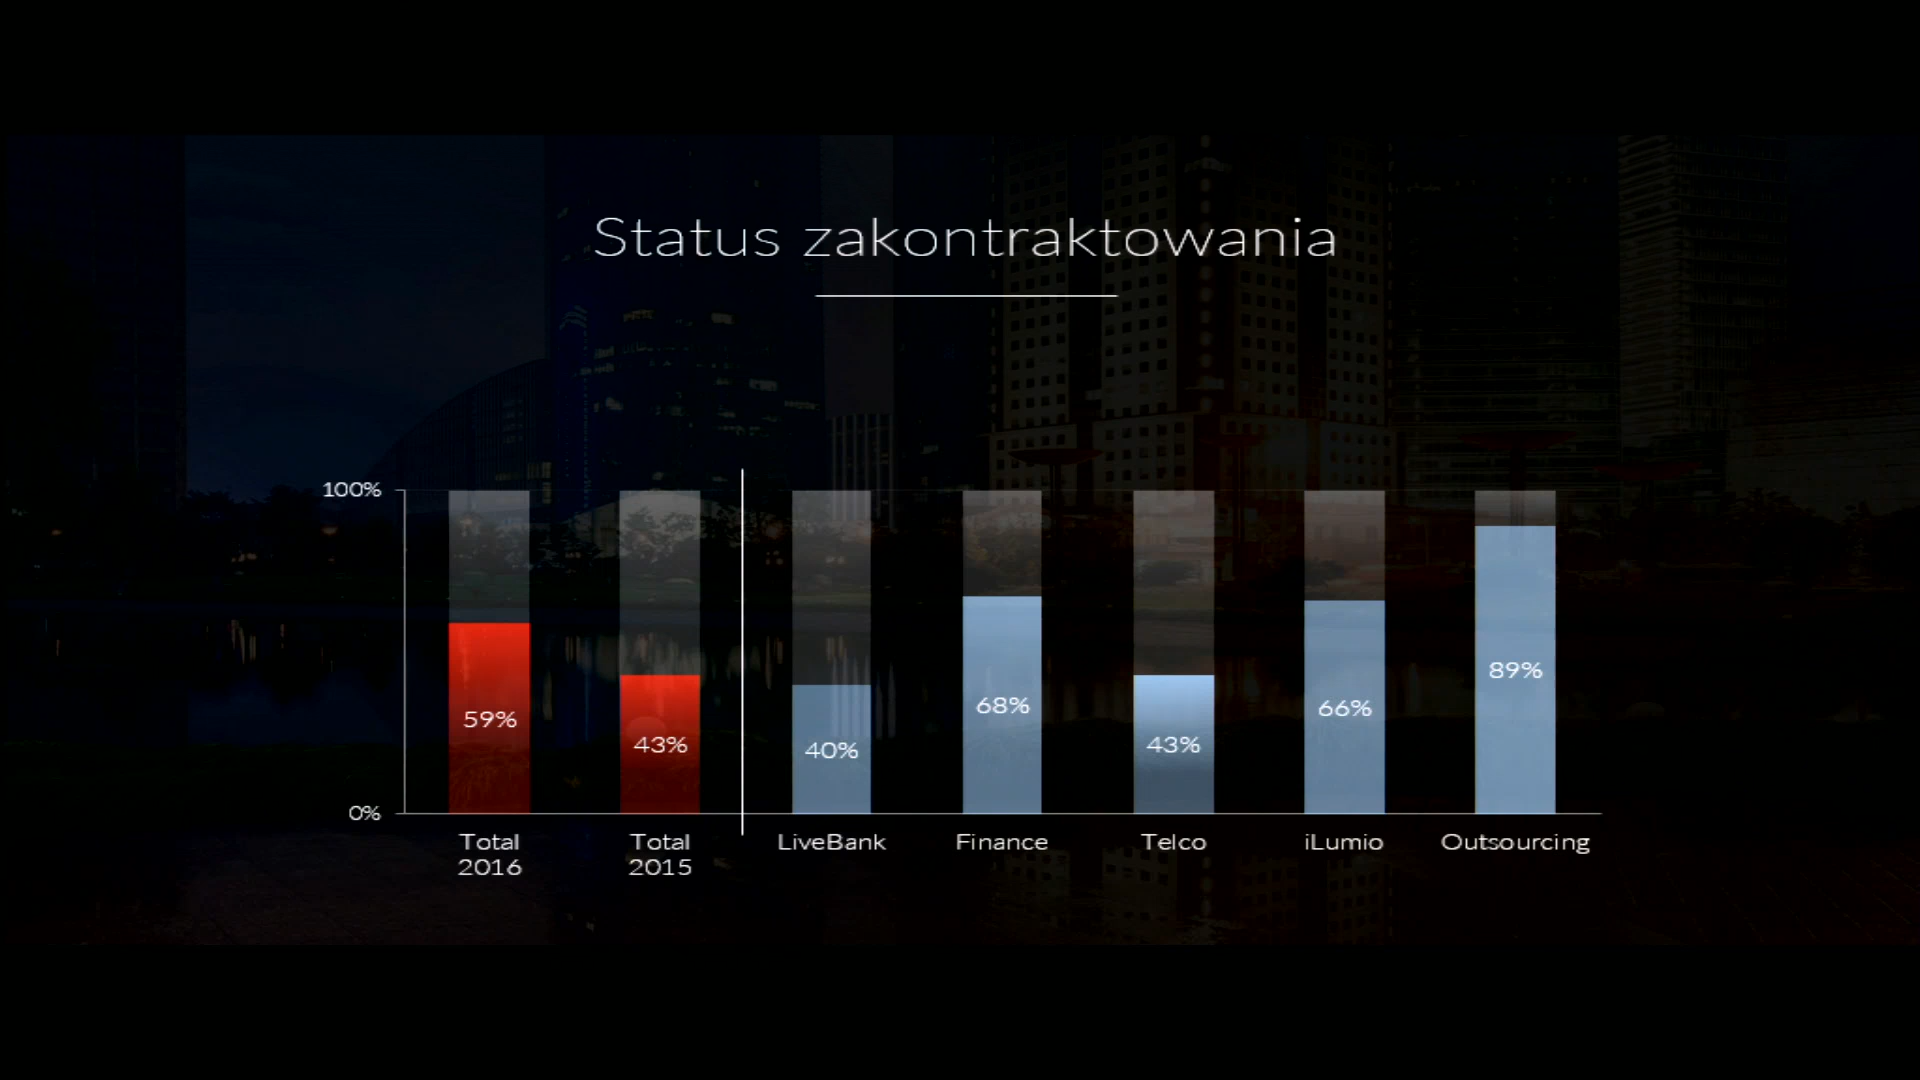 Status zakontraktowania
100%
59%
43%
40%
68%
43%
66%
89%
0%
Total
2016
Total
2015
LiveBank
Finance
Telco
iLumio
Outsourcing